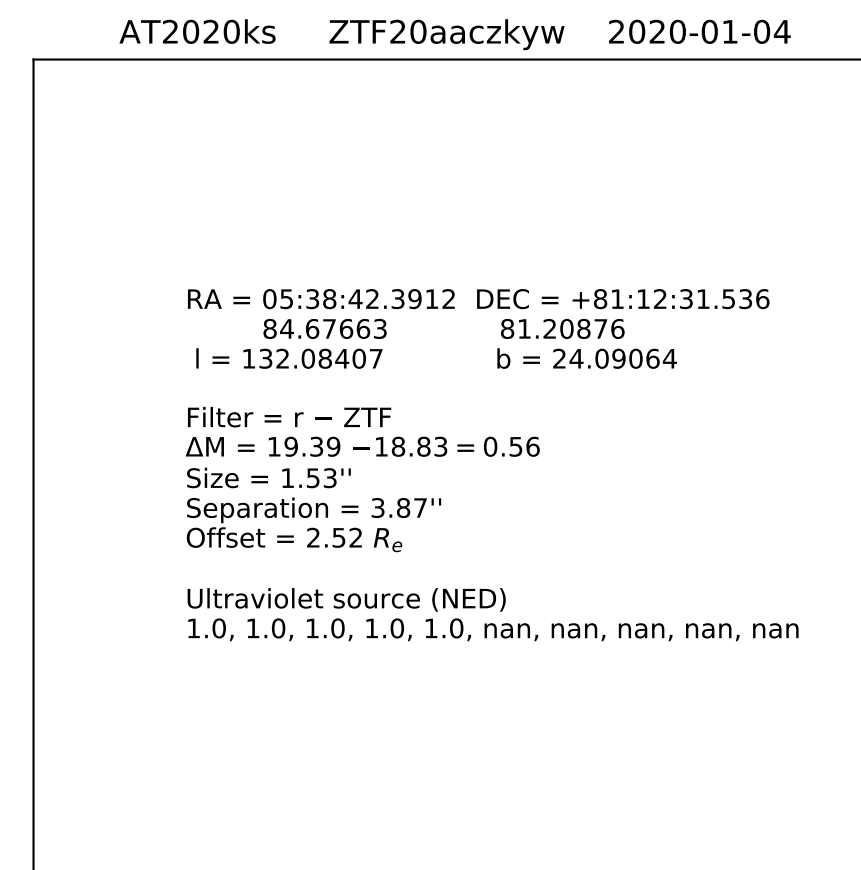 AT2020ks ZTF20aaczkyw 2020-01-04
RA = 05:38:42.3912 DEC = +81:12:31.536
84.67663 81.20876
l = 132.08407 b = 24.09064
Filter = r − ZTF
ΔM = 19.39 −18.83 = 0.56
Size = 1.53''
Separation = 3.87''
Offset = 2.52 Rₑ
Ultraviolet source (NED)
1.0, 1.0, 1.0, 1.0, 1.0, nan, nan, nan, nan, nan